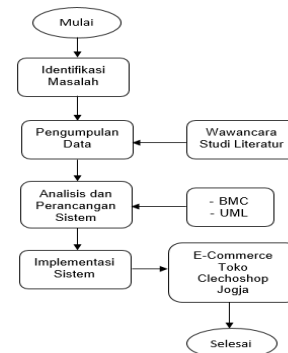 Mulai
Identifikasi
Masalah
Pengumpulan
Data
Wawancara
Studi Literatur
Analisis dan
Perancangan
Sistem
- BMC
- UML
Implementasi
Sistem
E-Commerce
Toko
Clechoshop
Jogja
Selesai